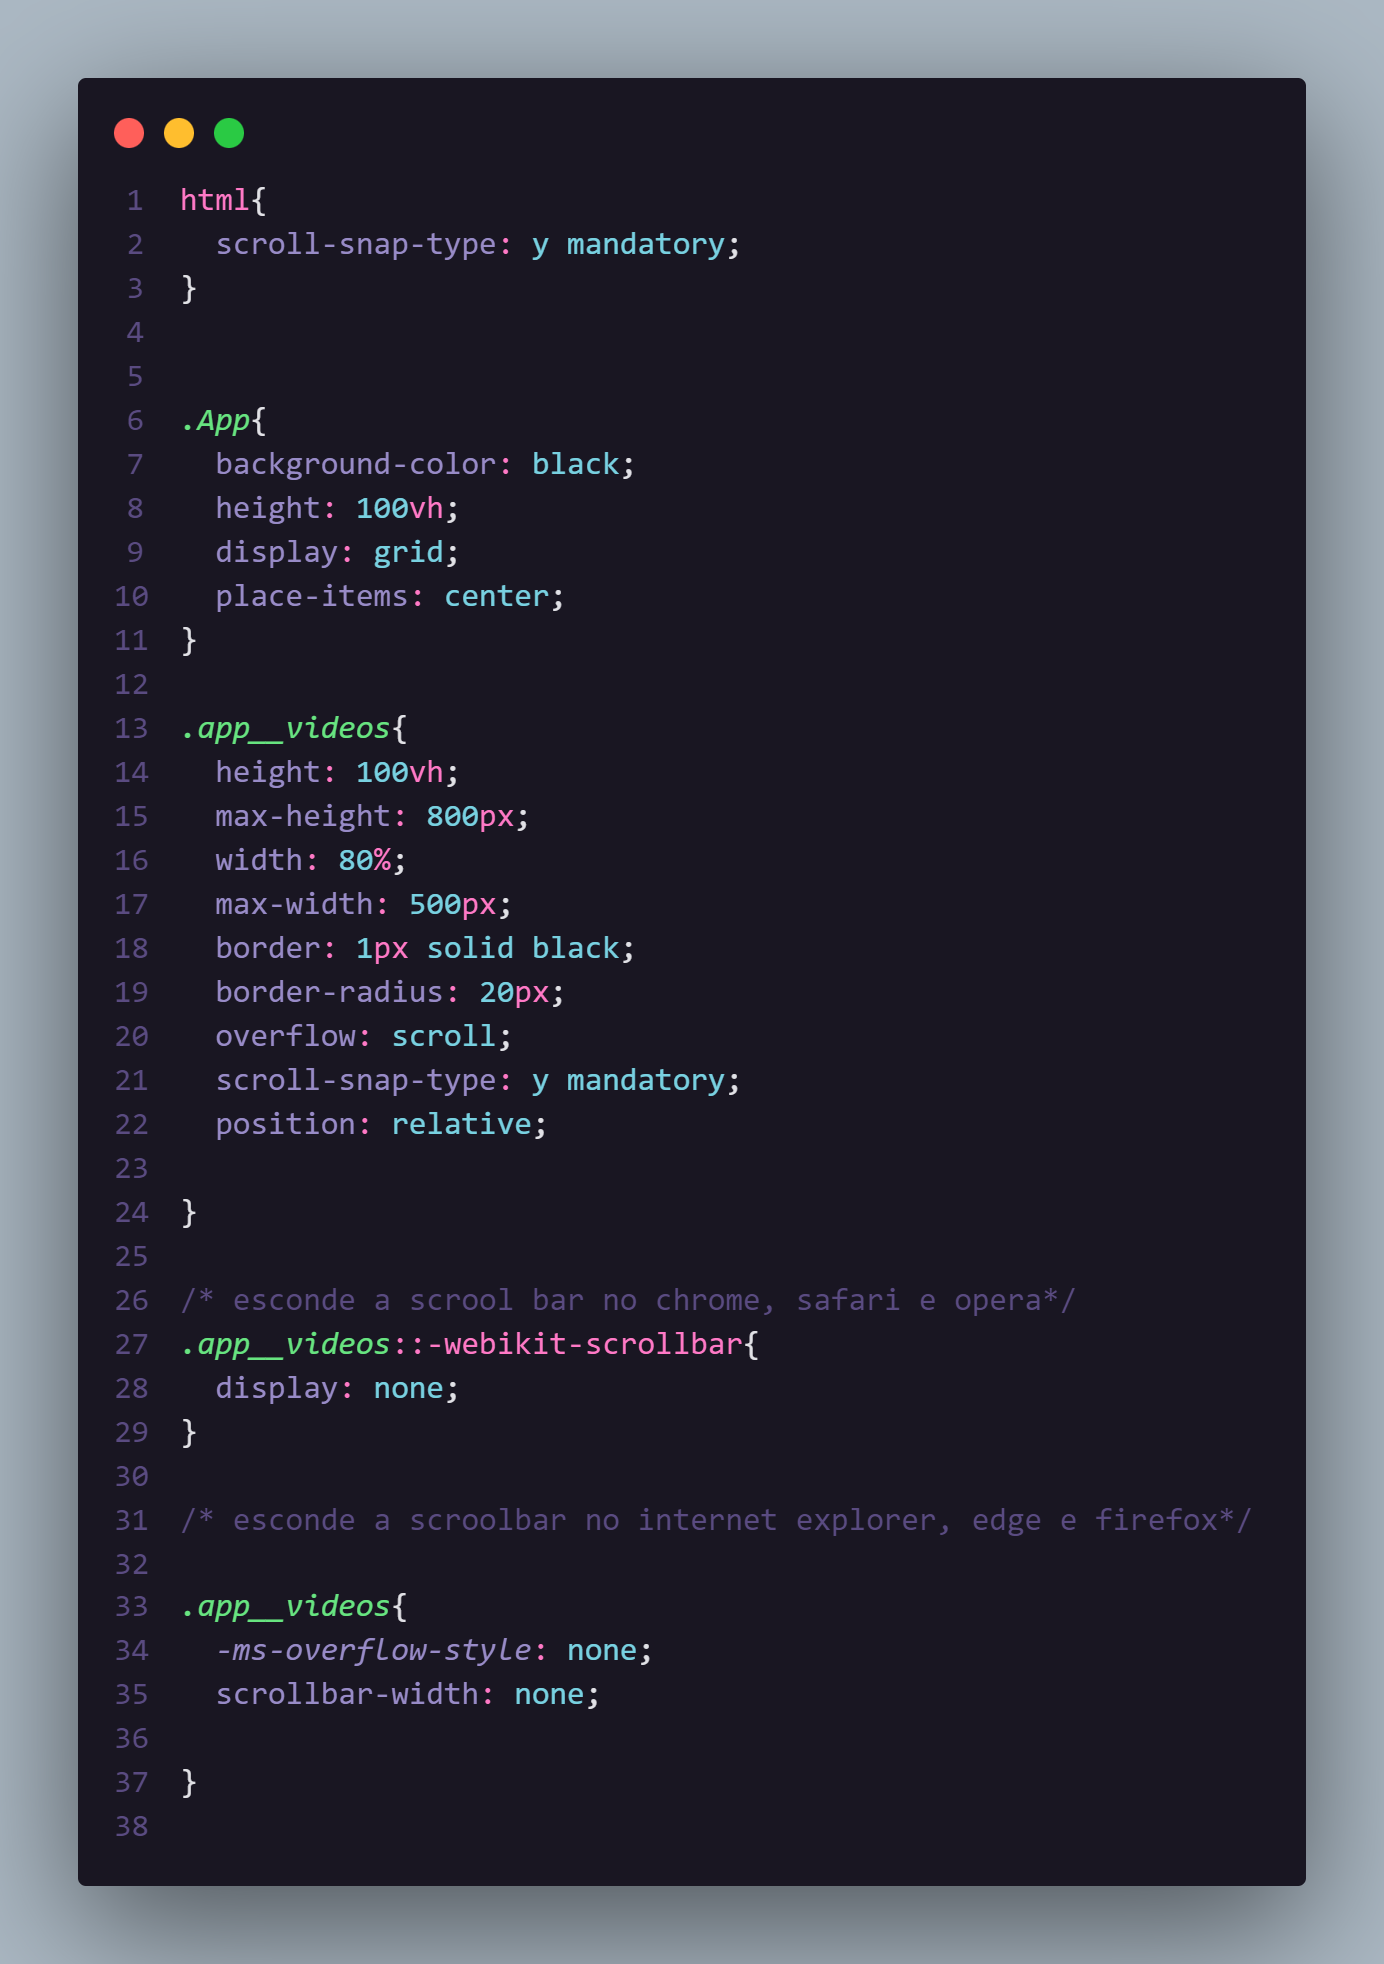 1 html{
2 scroll-snap-type: y mandatory;
3 }
4
5
6 .App{
7 background-color: black;
8 height: 100vh;
9 display: grid;
10 place-items: center;
11 }
12
13 .app__videos{
14 height: 100vh;
15 max-height: 800px;
16 width: 80%;
17 max-width: 500px;
18 border: 1px solid black;
19 border-radius: 20px;
20 overflow: scroll;
21 scroll-snap-type: y mandatory;
22 position: relative;
23
24 }
25
26 /* esconde a scrool bar no chrome, safari e opera*/
27 .app__videos::-webikit-scrollbar{
28 display: none;
29 }
30
31 /* esconde a scroolbar no internet explorer, edge e firefox*/
32
33 .app__videos{
34 -ms-overflow-style: none;
35 scrollbar-width: none;
36
37 }
38